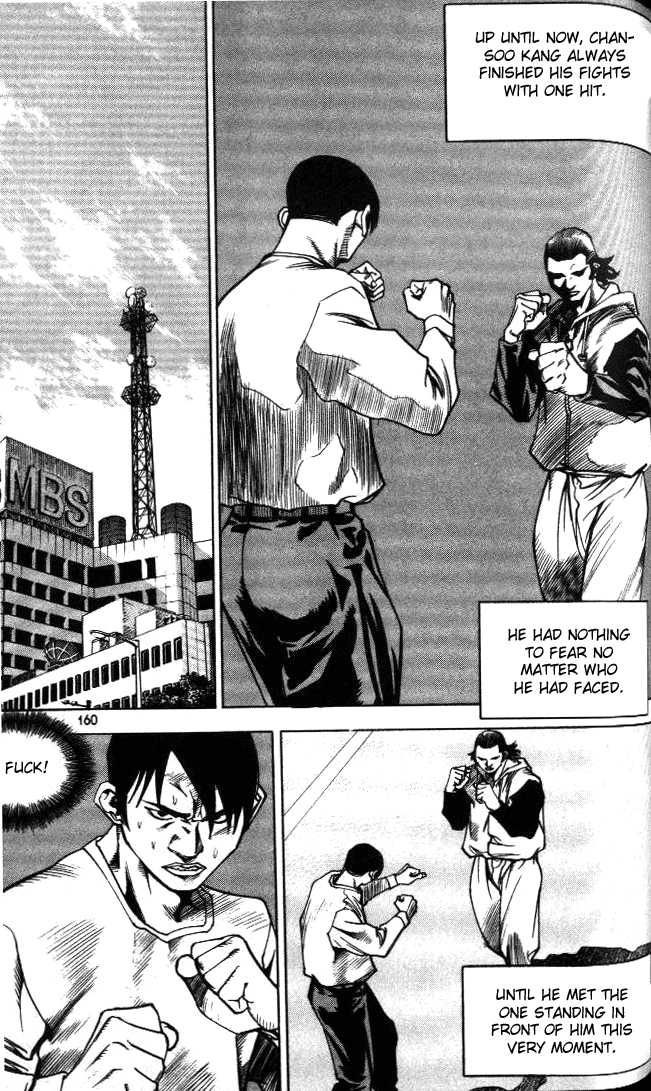 UP UNTIL NOW, CHAN-
SOO KANG ALWAYS
FINISHED HIS FIGHTS
WITH ONE HIT.
MBS
HE HAD NOTHING
TO FEAR NO
MATTER WHO
HE HAD FACED.
160
FUCK!
UNTIL HE MET THE
ONE STANDING IN
FRONT OF HIM THIS
VERY MOMENT.